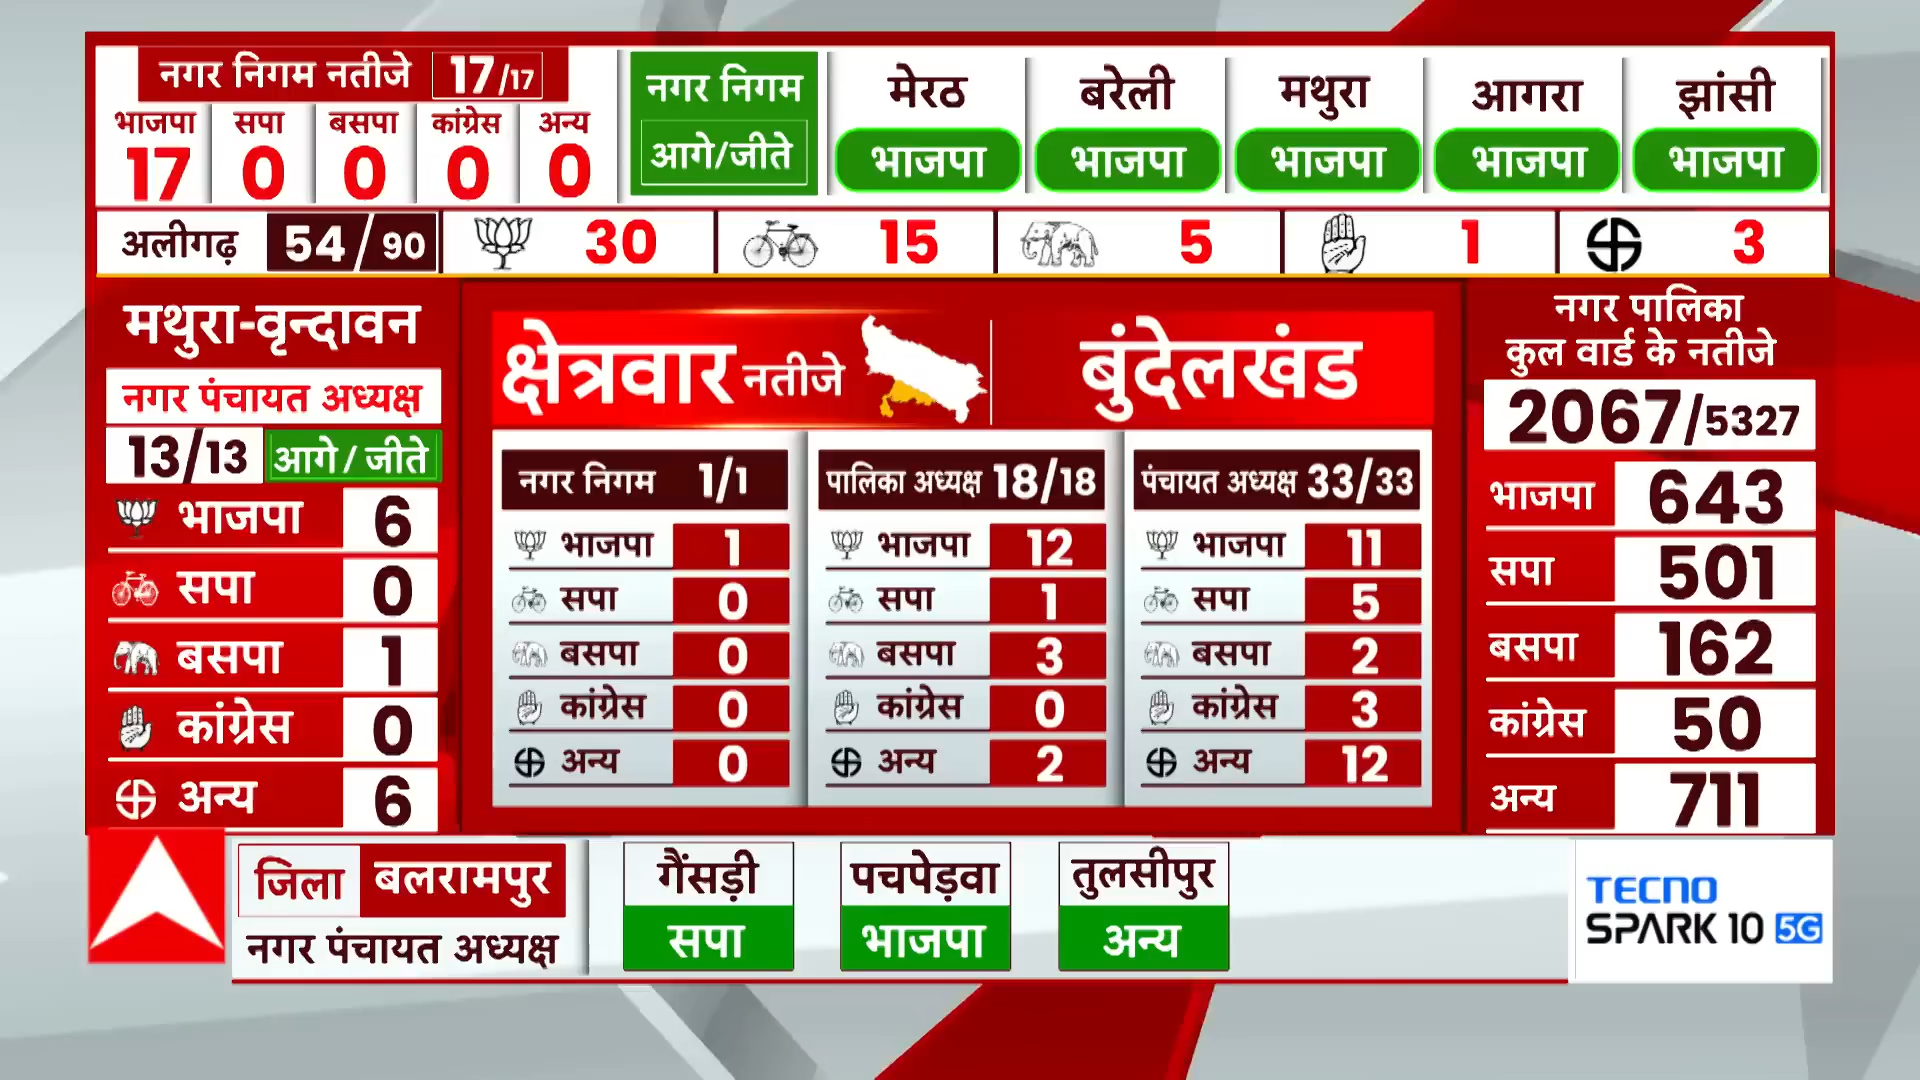 नगर निगम नतीजे 17/17
भाजपा सपा बसपा कांग्रेस अन्य
17 0 0 0 0
नगर निगम
आगे/जीते
मेरठ बरेली मथुरा आगरा झांसी
भाजपा भाजपा भाजपा भाजपा भाजपा
अलीगढ़ 54/90 30 15 5 1 3
मथुरा-वृन्दावन
नगर पंचायत अध्यक्ष
13/13 आगे/जीते
भाजपा 6
सपा 0
बसपा 1
कांग्रेस 0
अन्य 6
क्षेत्रवार नतीजे बुंदेलखंड
नगर निगम 1/1
भाजपा 1
सपा 0
बसपा 0
कांग्रेस 0
अन्य 0
पालिका अध्यक्ष 18/18
भाजपा 12
सपा 1
बसपा 3
कांग्रेस 0
अन्य 2
पंचायत अध्यक्ष 33/33
भाजपा 11
सपा 5
बसपा 2
कांग्रेस 3
अन्य 12
नगर पालिका
कुल वार्ड के नतीजे
2067/5327
भाजपा 643
सपा 501
बसपा 162
कांग्रेस 50
अन्य 711
जिला बलरामपुर
नगर पंचायत अध्यक्ष
गैंसड़ी पचपेड़वा तुलसीपुर
सपा भाजपा अन्य
TECNO
SPARK 10 5G